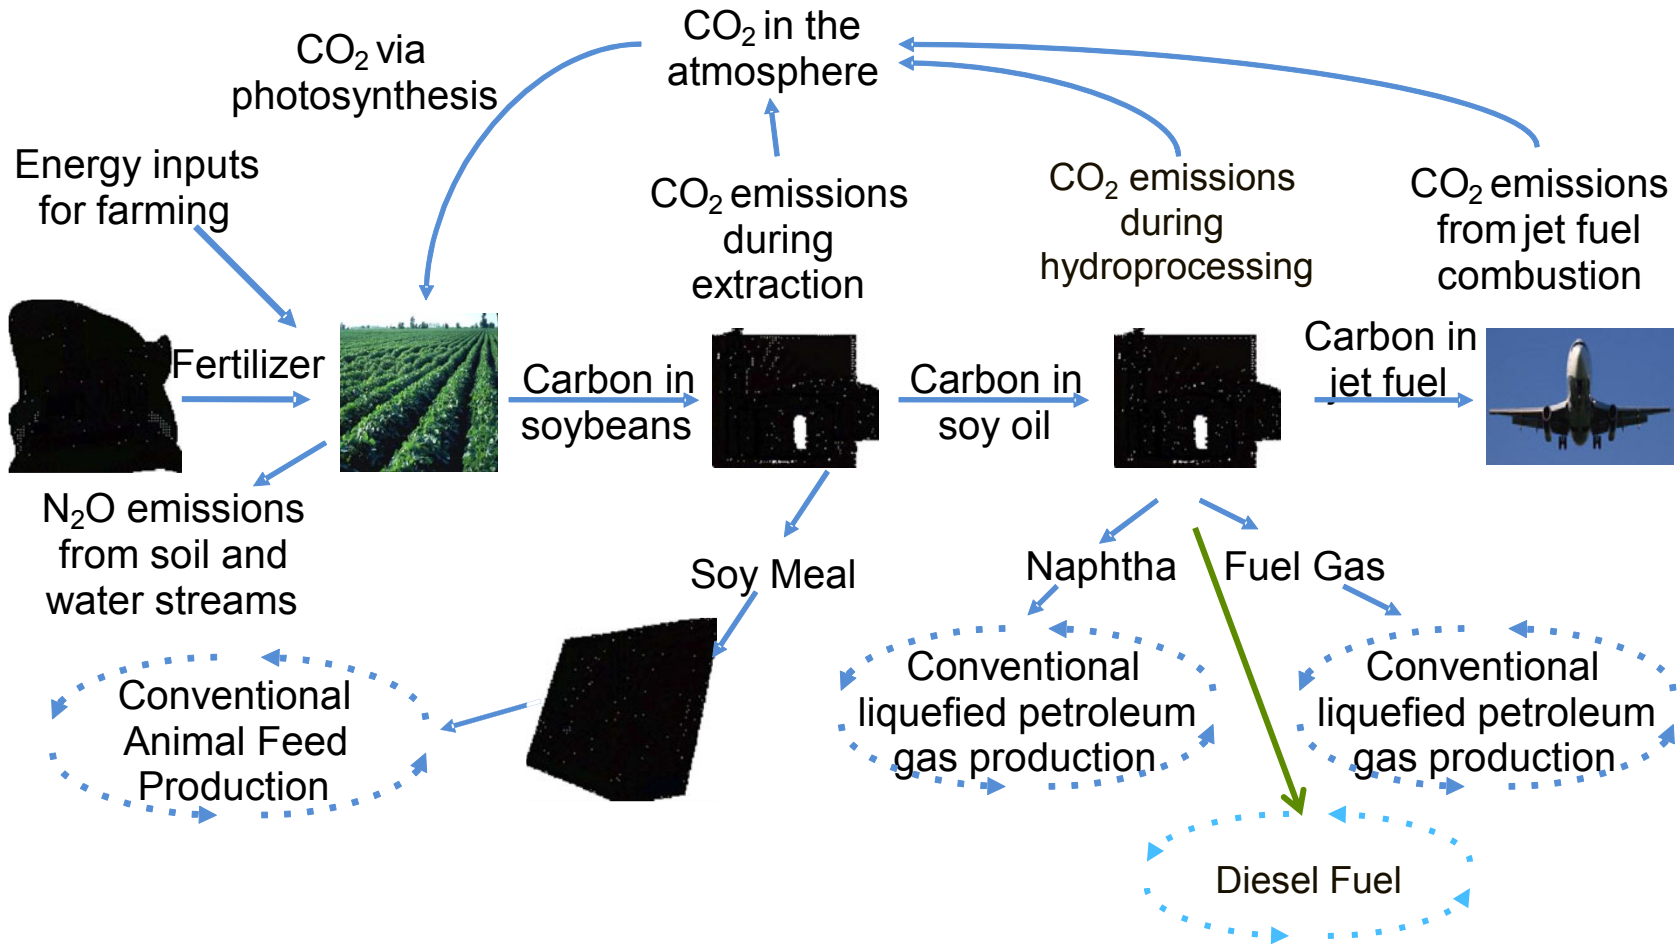 CO₂ in the
atmosphere
CO₂ via
photosynthesis
Energy inputs
for farming
CO₂ emissions
during
extraction
CO₂ emissions
during
hydroprocessing
CO₂ emissions
from jet fuel
combustion
Fertilizer
Carbon in
soybeans
Carbon in
soy oil
Carbon in
jet fuel
N₂O emissions
from soil and
water streams
Soy Meal
Naphtha
Fuel Gas
Conventional
Animal Feed
Production
Conventional
liquefied petroleum
gas production
Conventional
liquefied petroleum
gas production
Diesel Fuel